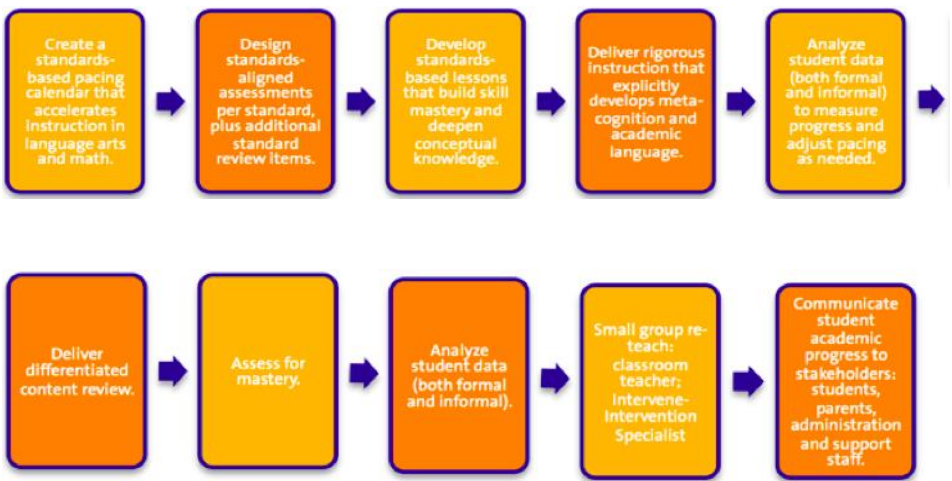 Create a
standards-
based pacing
calendar that
accelerates
instruction in
language arts
and math.
Design
standards-
aligned
assessments
per standard,
plus additional
standard
review items.
Develop
standards-
based lessons
that build skill
mastery and
deepen
conceptual
knowledge.
Deliver rigorous
instruction that
explicitly
develops meta-
cognition and
academic
language.
Analyze
student data
(both formal
and informal)
to measure
progress and
adjust pacing
as needed.
Deliver
differentiated
content review.
Assess for
mastery.
Analyze
student data
(both formal
and informal).
Small group re-
teach:
classroom
teacher;
Intervene-
Intervention
Specialist
Communicate
student
academic
progress to
stakeholders:
students,
parents,
administration
and support
staff.